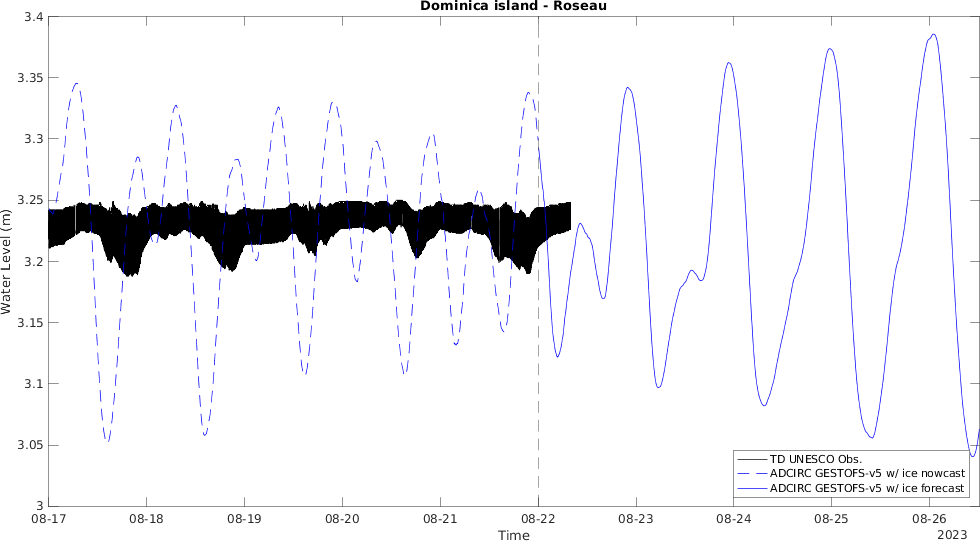 Dominica island - Roseau
3.4
3.35
3.3
3.25
3.2
3.15
3.1
3.05
3
Water Level (m)
08-17 08-18 08-19 08-20 08-21 08-22 08-23 08-24 08-25 08-26
Time
2023
TD UNESCO Obs.
ADCIRC GESTOFS-v5 w/ ice nowcast
ADCIRC GESTOFS-v5 w/ ice forecast